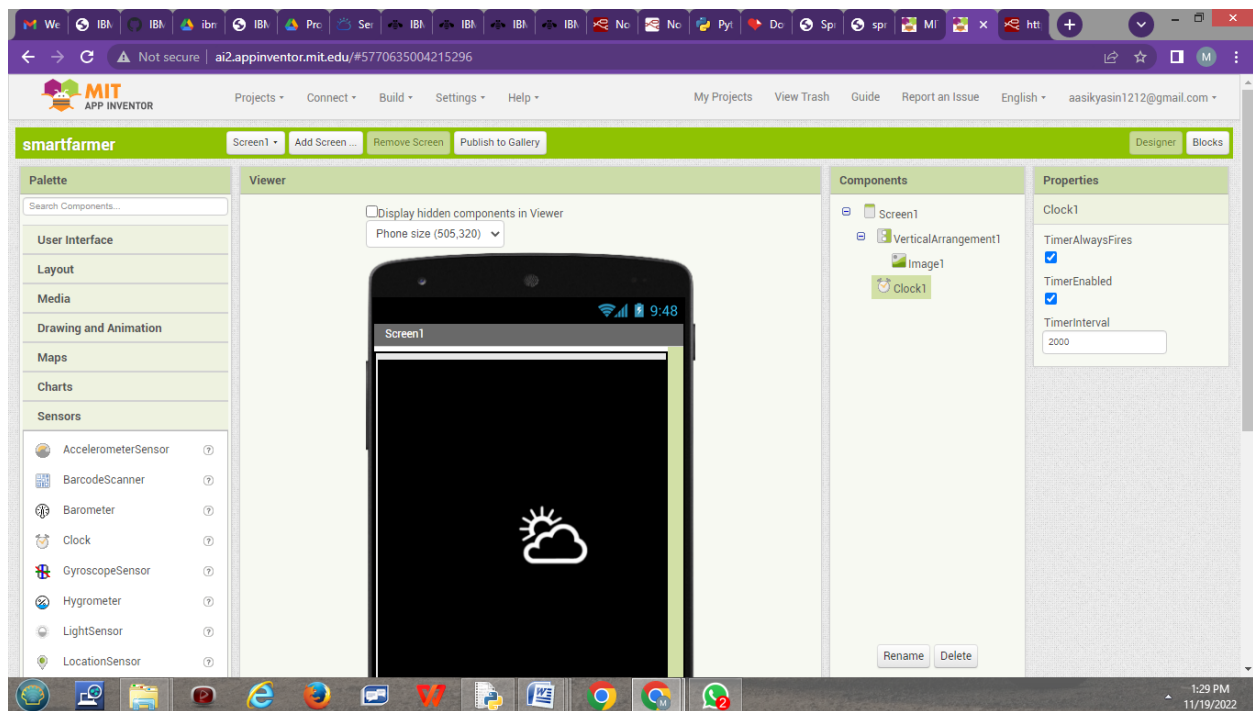 We IBN IBN ibn IBN Pro Ser IBN IBN IBN IBN No No Pyt Do Spi spr MI htt
Not secure ai2.appinventor.mit.edu/#5770635004215296 M
MIT
APP INVENTOR
Projects Connect Build Settings Help My Projects View Trash Guide Report an Issue English aasikyasin1212@gmail.com
smartfarmer Screen1 Add Screen ... Remove Screen Publish to Gallery Designer Blocks
Palette Viewer Components Properties
Search Components...
User Interface
Layout
Media
Drawing and Animation
Maps
Charts
Sensors
AccelerometerSensor
BarcodeScanner
Barometer
Clock
GyroscopeSensor
Hygrometer
LightSensor
LocationSensor
Display hidden components in Viewer
Phone size (505,320)
9:48
Screen1
Screen1
VerticalArrangement1
Image1
Clock1
Rename Delete
Clock1
TimerAlwaysFires
TimerEnabled
TimerInterval
2000
2
1:29 PM
11/19/2022